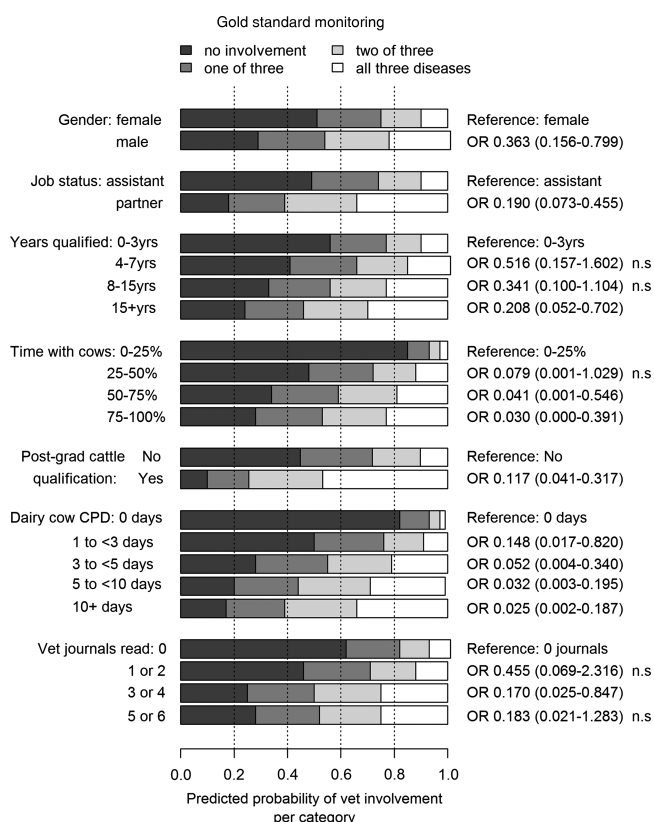 Gold standard monitoring
no involvement two of three
one of three all three diseases
Gender: female Reference: female
male OR 0.363 (0.156-0.799)
Job status: assistant Reference: assistant
partner OR 0.190 (0.073-0.455)
Years qualified: 0-3yrs Reference: 0-3yrs
4-7yrs OR 0.516 (0.157-1.602) n.s
8-15yrs OR 0.341 (0.100-1.104) n.s
15+yrs OR 0.208 (0.052-0.702)
Time with cows: 0-25% Reference: 0-25%
25-50% OR 0.079 (0.001-1.029) n.s
50-75% OR 0.041 (0.001-0.546)
75-100% OR 0.030 (0.000-0.391)
Post-grad cattle No Reference: No
qualification: Yes OR 0.117 (0.041-0.317)
Dairy cow CPD: 0 days Reference: 0 days
1 to <3 days OR 0.148 (0.017-0.820)
3 to <5 days OR 0.052 (0.004-0.340)
5 to <10 days OR 0.032 (0.003-0.195)
10+ days OR 0.025 (0.002-0.187)
Vet journals read: 0 Reference: 0 journals
1 or 2 OR 0.455 (0.069-2.316) n.s
3 or 4 OR 0.170 (0.025-0.847)
5 or 6 OR 0.183 (0.021-1.283) n.s
0.0 0.2 0.4 0.6 0.8 1.0
Predicted probability of vet involvement
per category